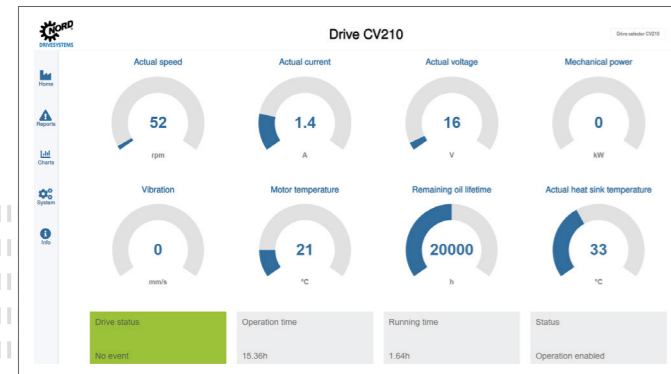 NORD
DRIVESYSTEMS
Drive CV210
Drive selector CV210
Home
Reports
Charts
System
Info
Actual speed
52
rpm
Actual current
1.4
A
Actual voltage
16
V
Mechanical power
0
kW
Vibration
0
mm/s
Motor temperature
21
°C
Remaining oil lifetime
20000
h
Actual heat sink temperature
33
°C
Drive status
No event
Operation time
15.36h
Running time
1.64h
Status
Operation enabled